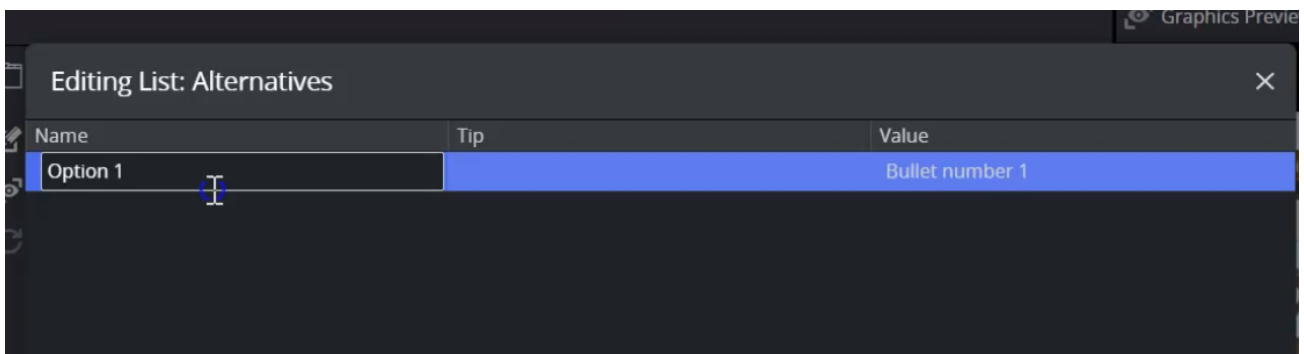 Graphics Previe
Editing List: Alternatives
Name Tip Value
Option 1 Bullet number 1